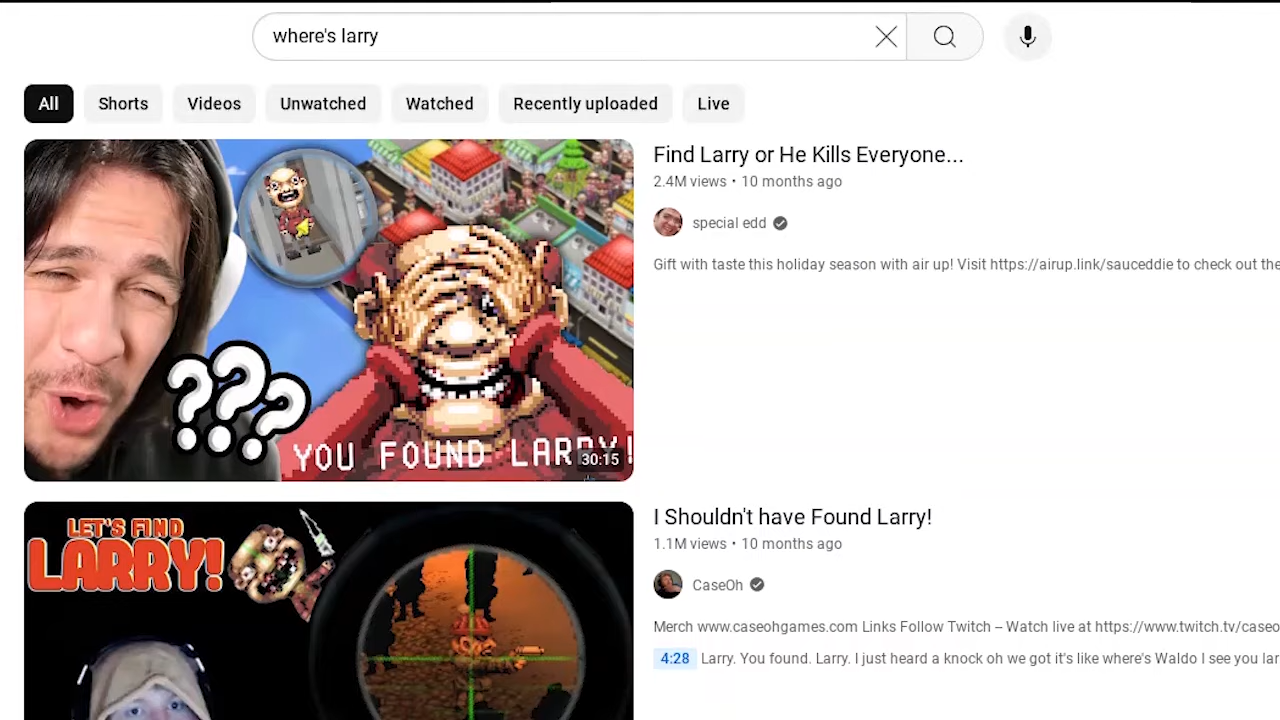 where's larry
All Shorts Videos Unwatched Watched Recently uploaded Live
Find Larry or He Kills Everyone...
2.4M views • 10 months ago
special edd
Gift with taste this holiday season with air up! Visit https://airup.link/sauceddie to check out the
???
YOU FOUND LARRY!
30:15
LET'S FIND
LARRY!
I Shouldn't have Found Larry!
1.1M views • 10 months ago
CaseOh
Merch www.caseohgames.com Links Follow Twitch – Watch live at https://www.twitch.tv/caseo
4:28 Larry. You found. Larry. I just heard a knock oh we got it's like where's Waldo I see you lar